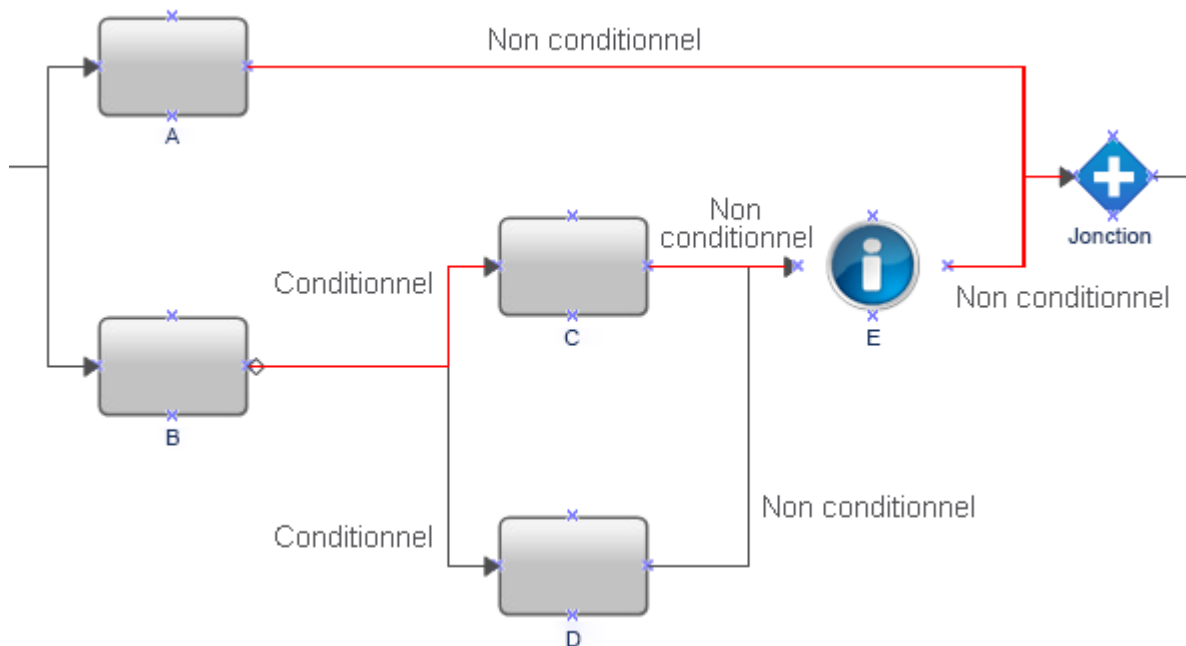 Non conditionnel
A
Jonction
Non
conditionnel
Conditionnel
Non conditionnel
C
E
B
Non conditionnel
Conditionnel
D